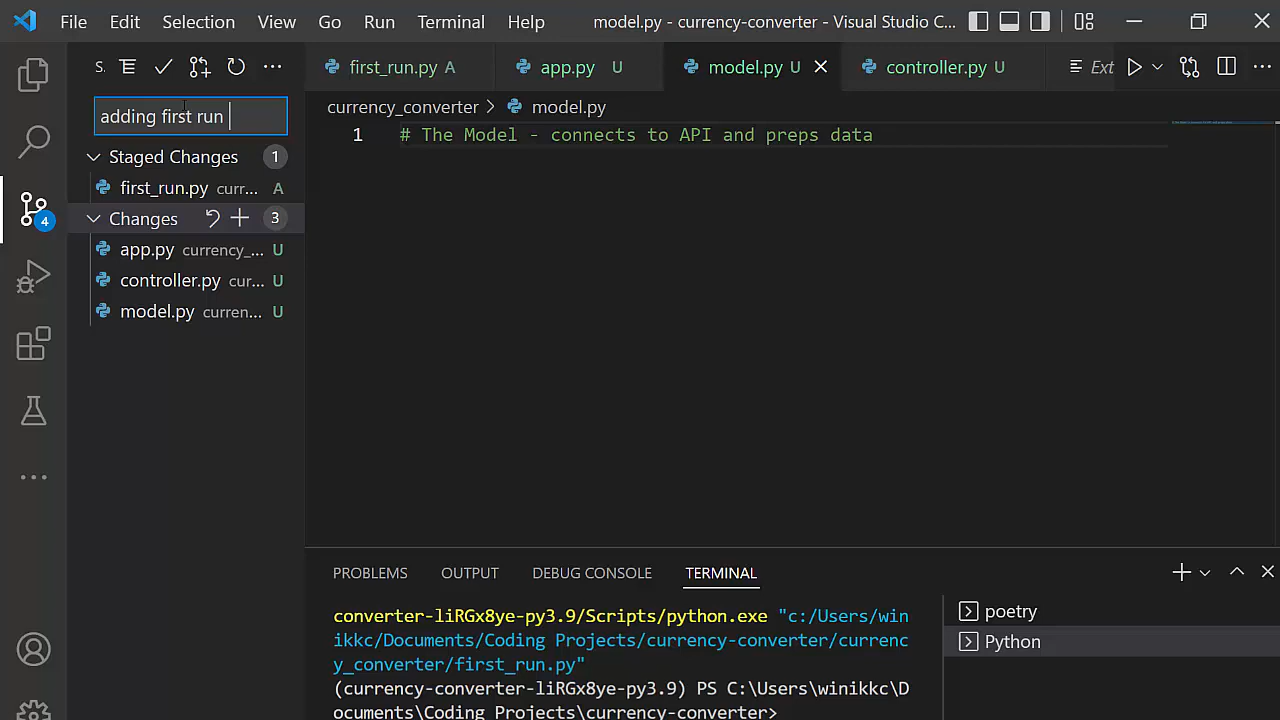 File Edit Selection View Go Run Terminal Help model.py - currency-converter - Visual Studio C...
S.
first_run.py A app.py U model.py U controller.py U Ext
adding first run
currency_converter > model.py
1 # The Model - connects to API and preps data
Staged Changes 1
first_run.py curr... A
Changes 3
app.py currency_... U
controller.py cur... U
model.py curren... U
4
PROBLEMS OUTPUT DEBUG CONSOLE TERMINAL
converter-liRGx8ye-py3.9/Scripts/python.exe "c:/Users/win
ikkc/Documents/Coding Projects/currency-converter/currenc
y_converter/first_run.py"
(currency-converter-liRGx8ye-py3.9) PS C:\Users\winikkc\D
ocuments\Coding Projects\currency-converter>
poetry
Python